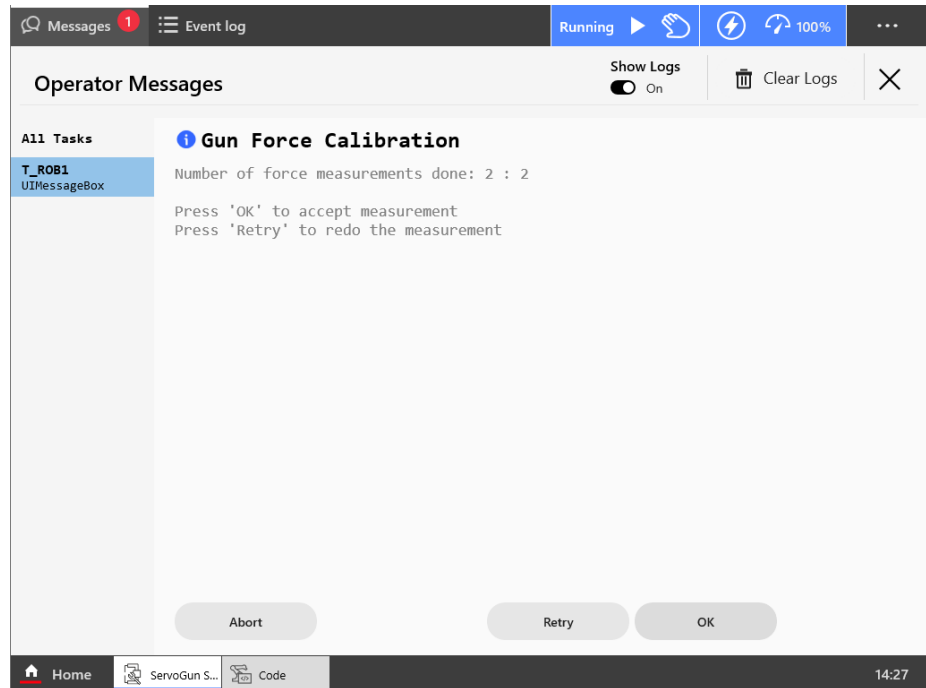 Messages 1 Event log Running 100% ...
Operator Messages Show Logs On Clear Logs
All Tasks
T_ROB1
UIMessageBox
Gun Force Calibration
Number of force measurements done: 2 : 2
Press 'OK' to accept measurement
Press 'Retry' to redo the measurement
Abort Retry OK
Home ServoGun S... Code 14:27